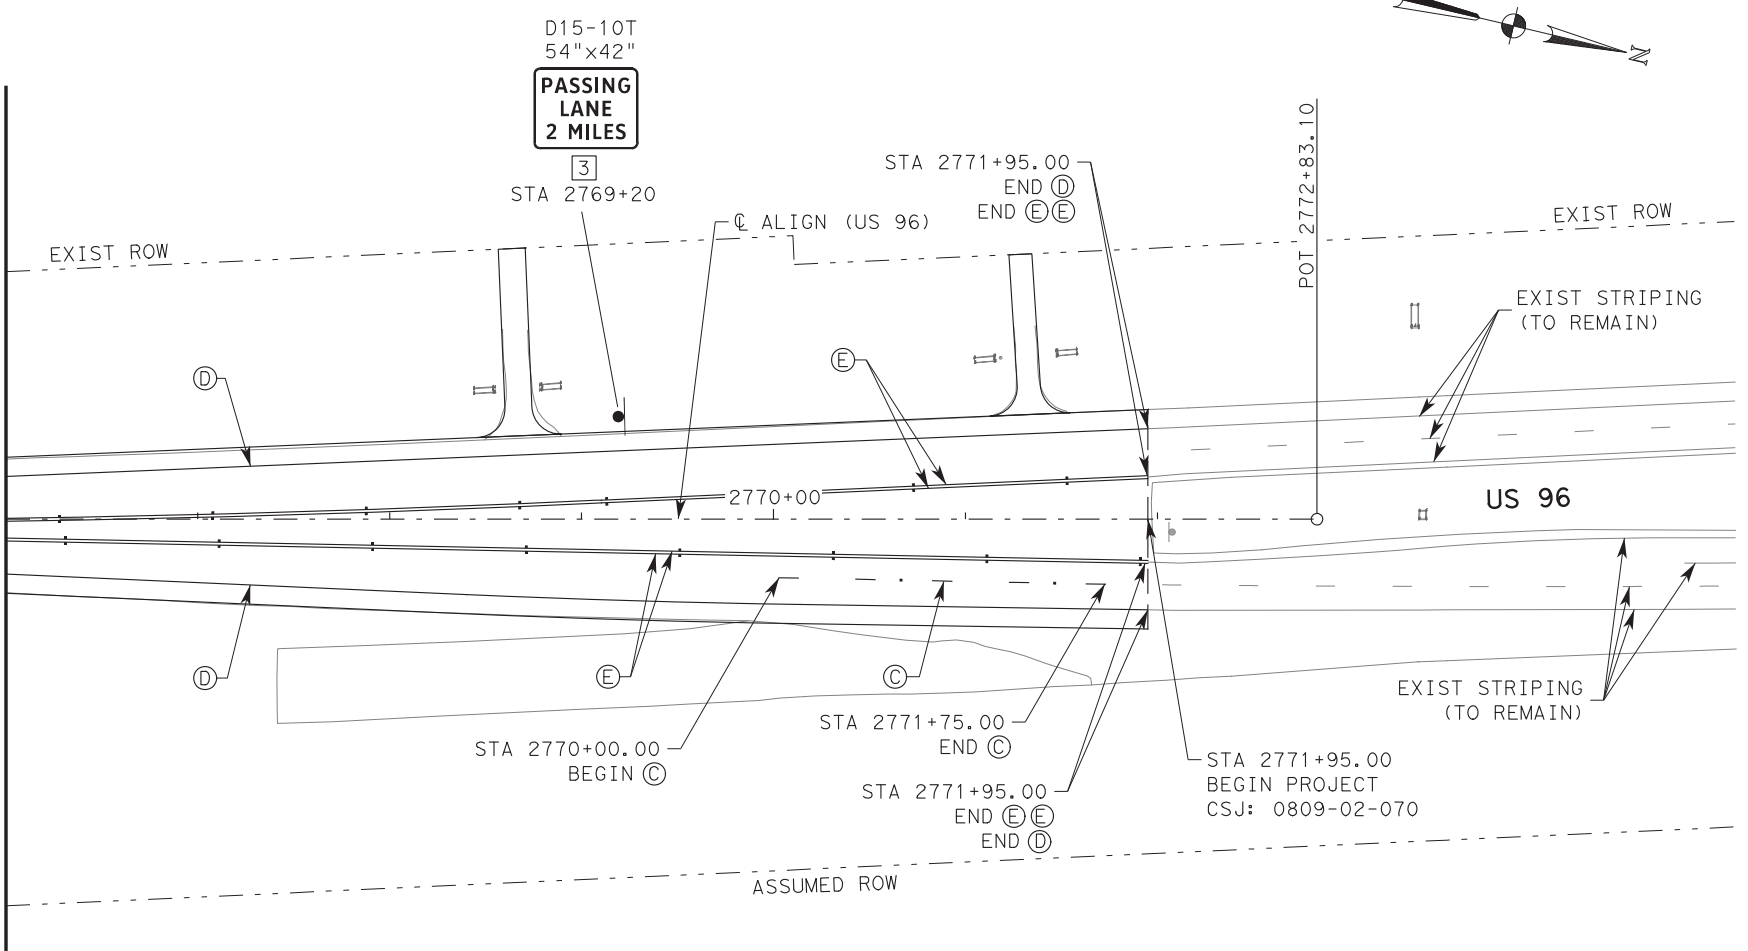 D15-10T
54"x42"
PASSING
LANE
2 MILES
3
STA 2769+20
N
POT 2772+83.10
STA 2771+95.00
END D
END E E
℄ ALIGN (US 96)
EXIST ROW
EXIST ROW
EXIST STRIPING
(TO REMAIN)
D
E
2770+00
US 96
D
E
C
EXIST STRIPING
(TO REMAIN)
STA 2771+75.00
END C
STA 2770+00.00
BEGIN C
STA 2771+95.00
END E E
END D
STA 2771+95.00
BEGIN PROJECT
CSJ: 0809-02-070
ASSUMED ROW